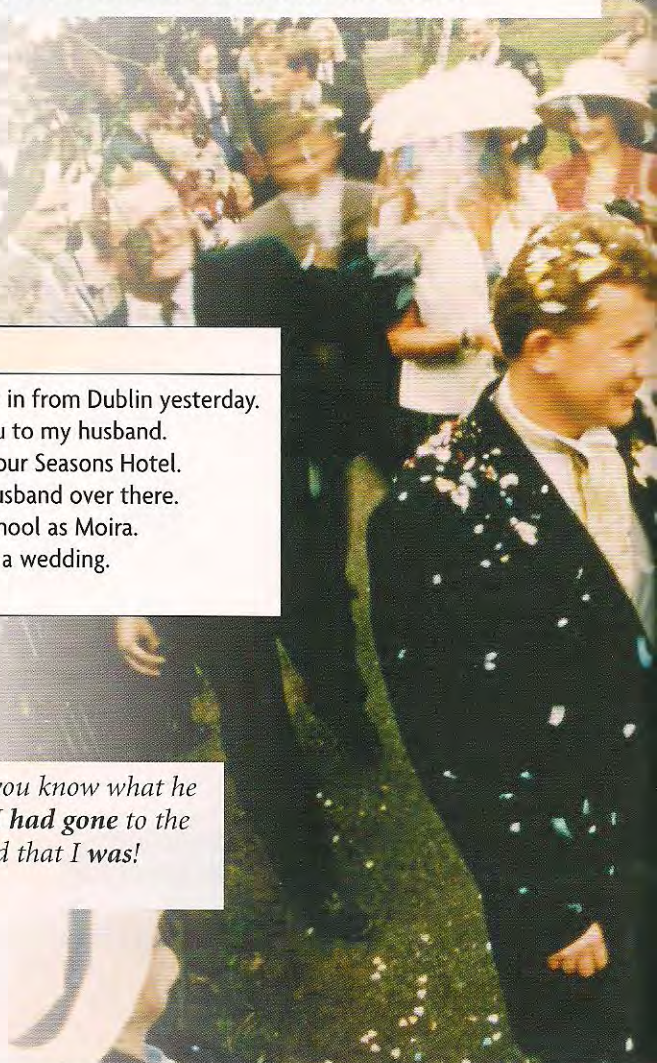 in from Dublin yesterday.
to my husband.
our Seasons Hotel.
usband over there.
hool as Moira.
a wedding.
ou know what he
I had gone to the
d that I was!